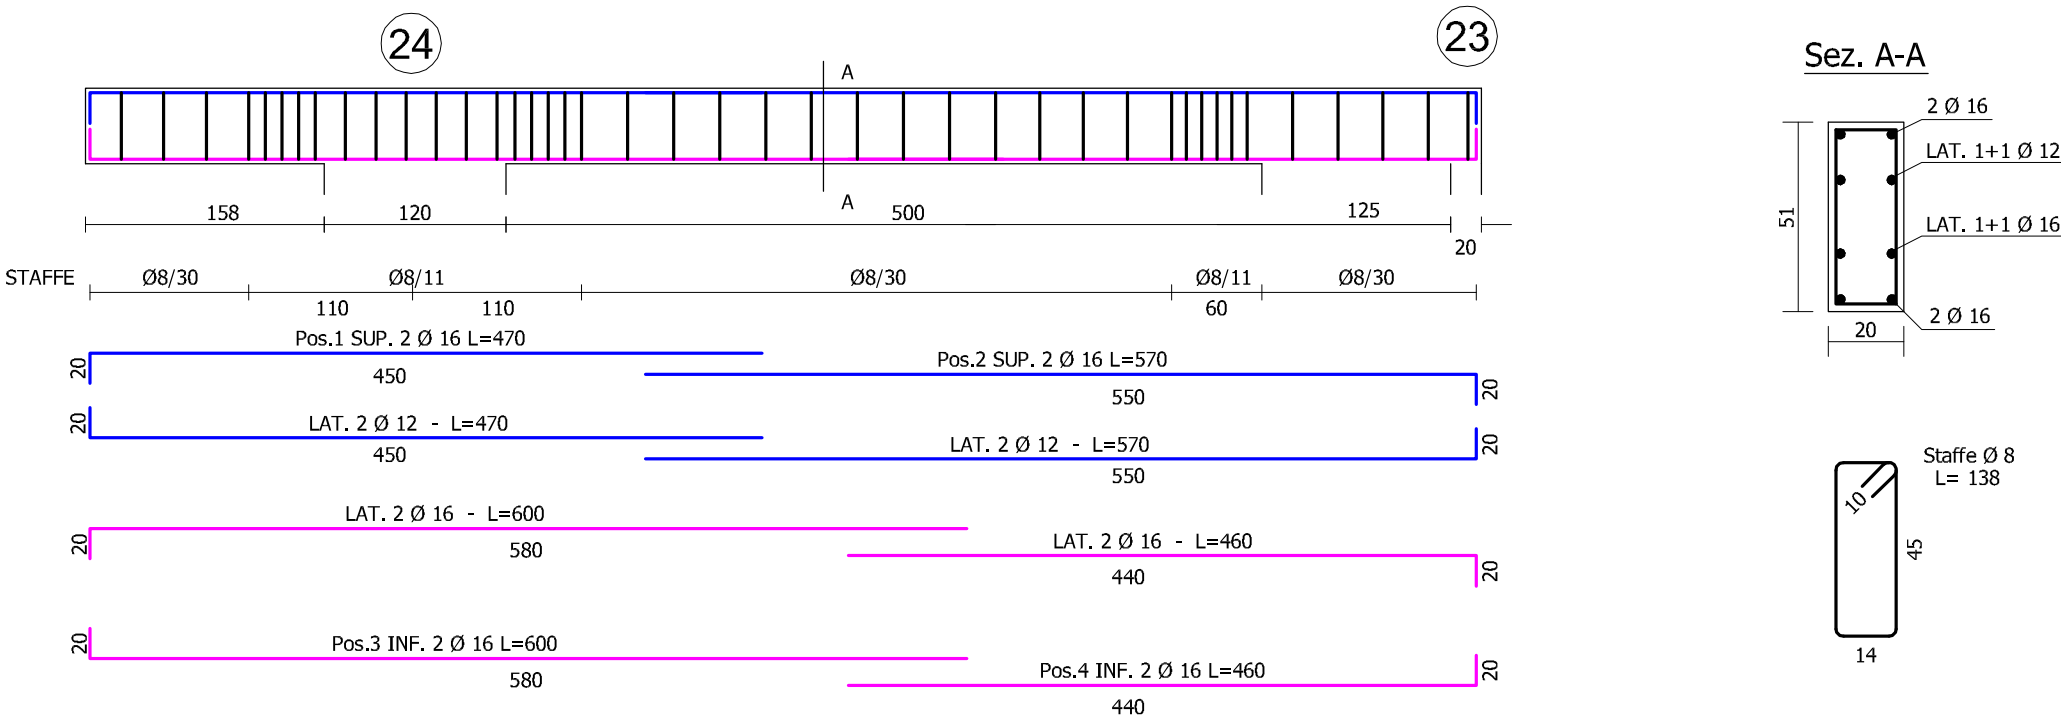 24
23
A
A
158
120
500
125
20
STAFFE
Ø8/30
Ø8/11
Ø8/30
Ø8/11
Ø8/30
110
110
60
Pos.1 SUP. 2 Ø 16 L=470
20
450
Pos.2 SUP. 2 Ø 16 L=570
550
20
LAT. 2 Ø 12 - L=470
20
450
LAT. 2 Ø 12 - L=570
550
20
LAT. 2 Ø 16 - L=600
20
580
LAT. 2 Ø 16 - L=460
440
20
Pos.3 INF. 2 Ø 16 L=600
20
580
Pos.4 INF. 2 Ø 16 L=460
440
20
Sez. A-A
2 Ø 16
LAT. 1+1 Ø 12
LAT. 1+1 Ø 16
2 Ø 16
51
20
Staffe Ø 8
L= 138
10
45
14